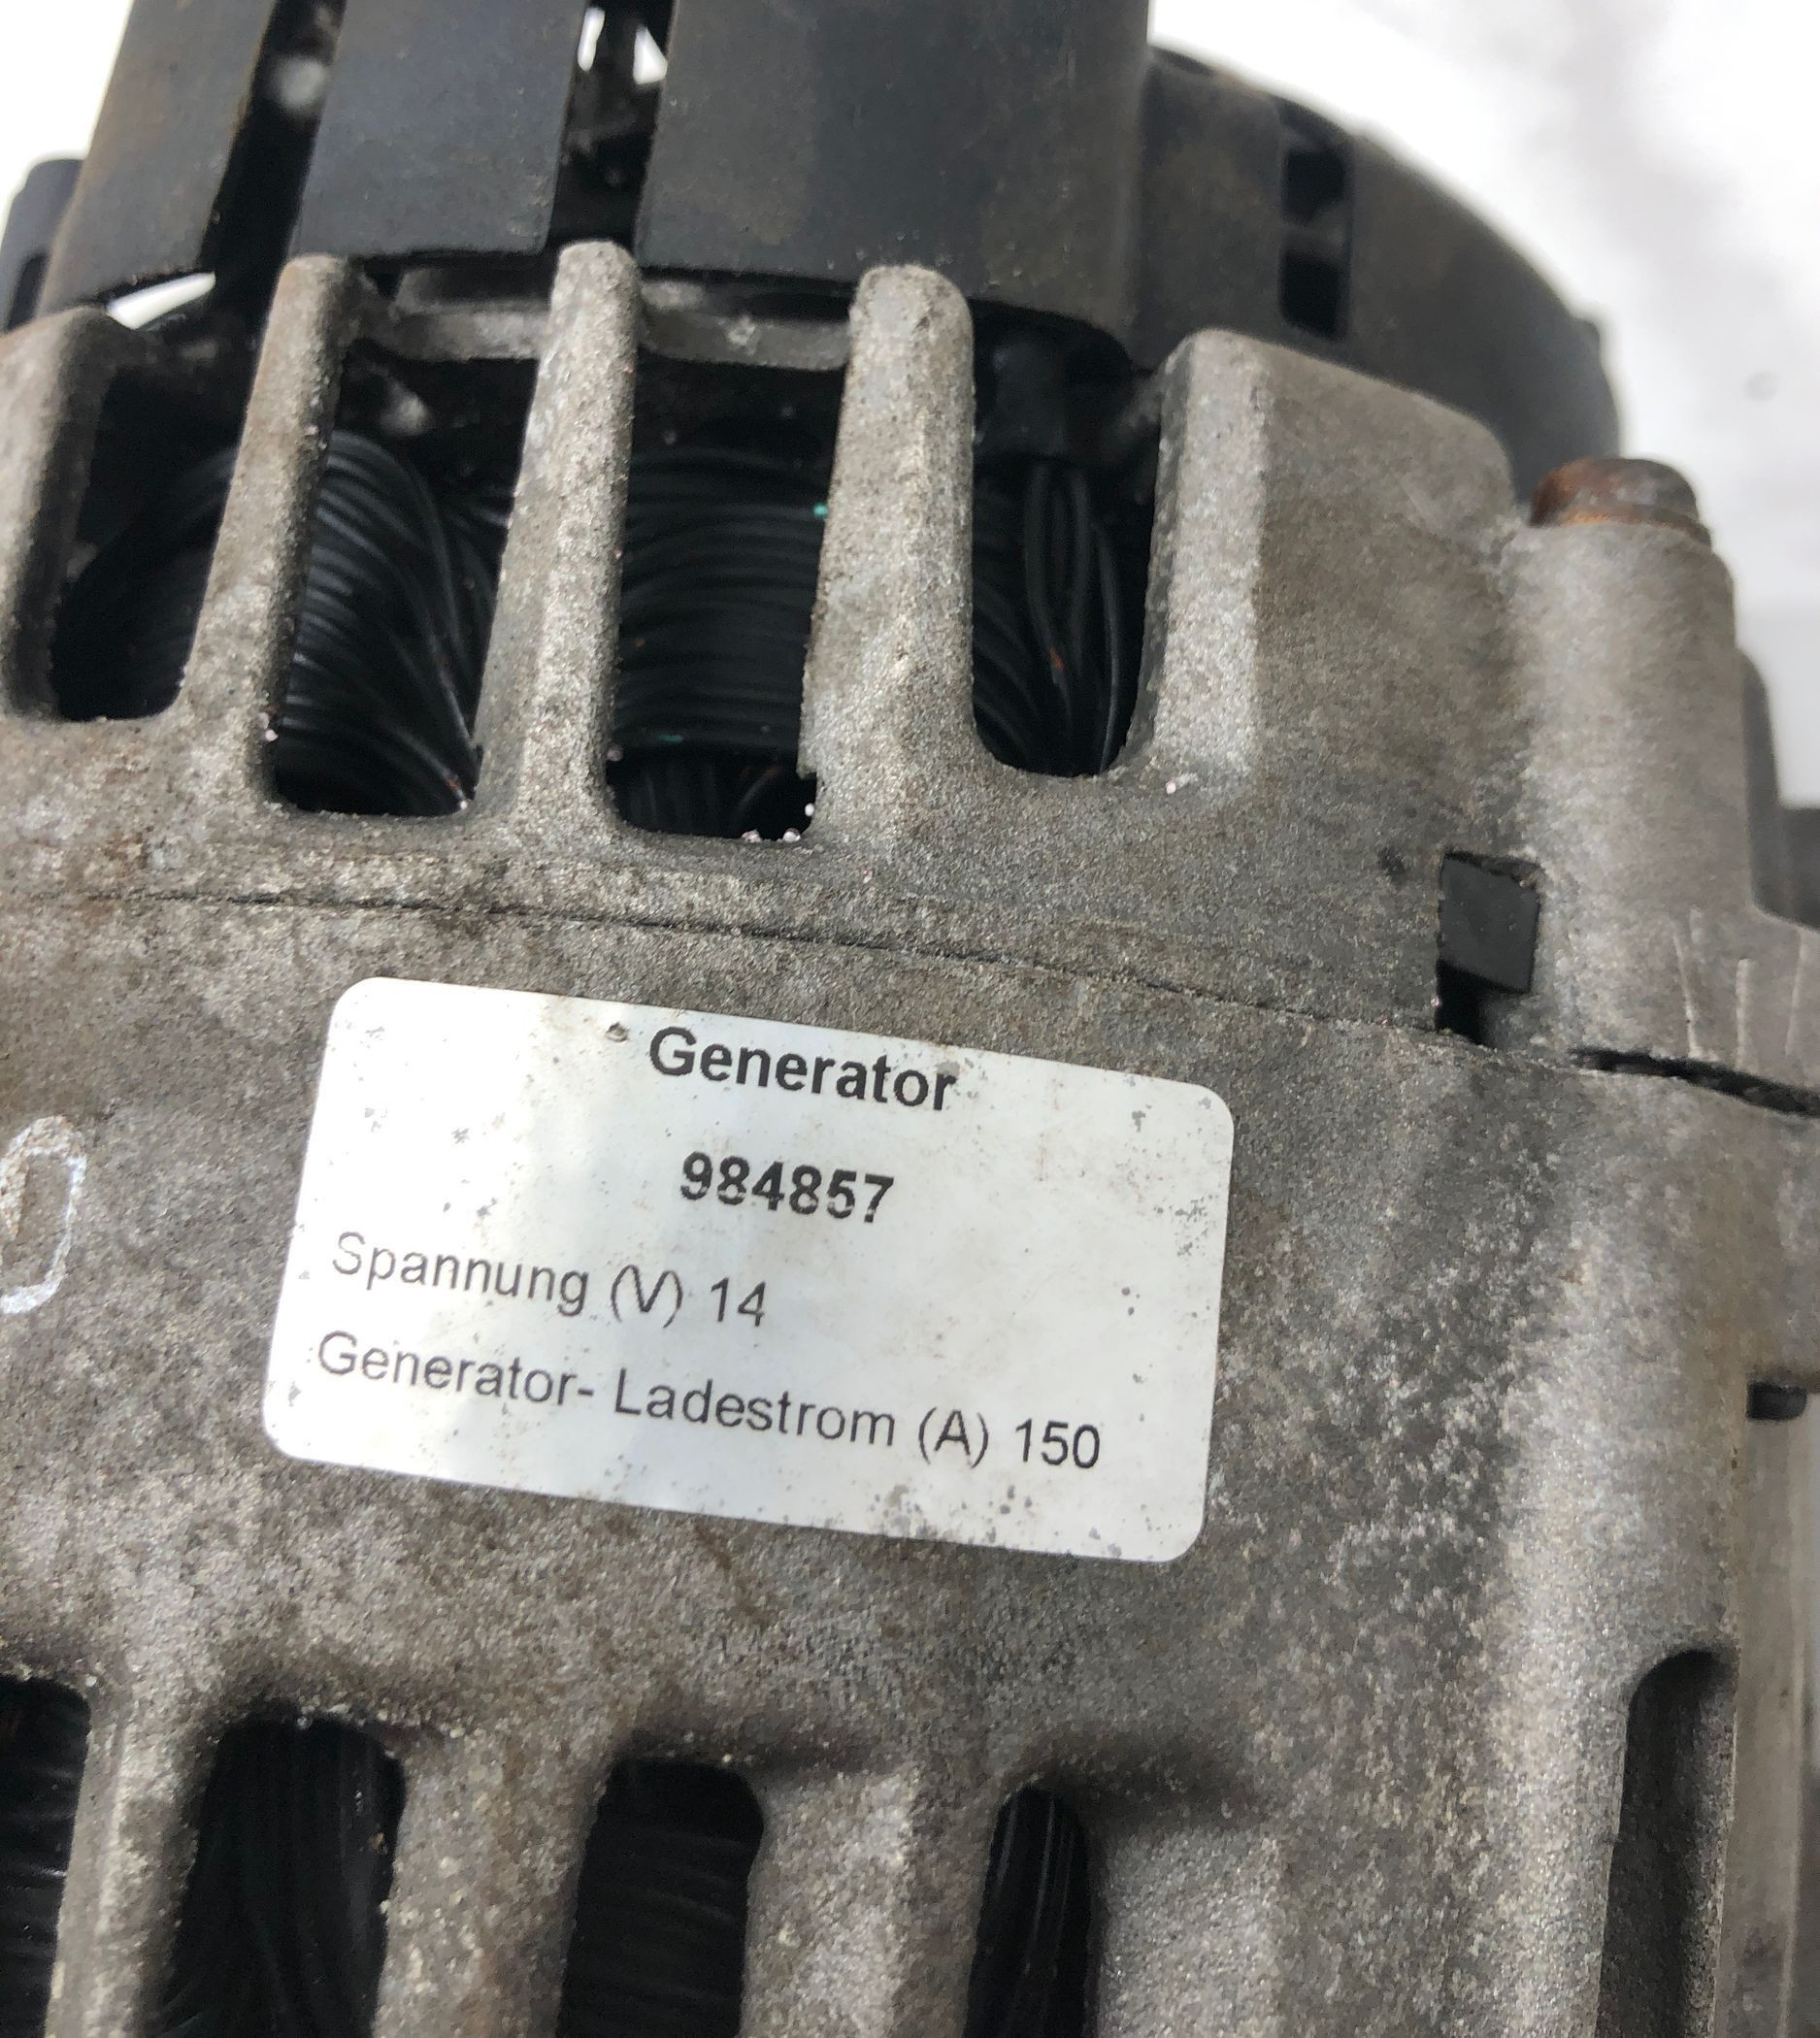 Generator
984857
Spannung (V) 14
Generator- Ladestrom (A) 150